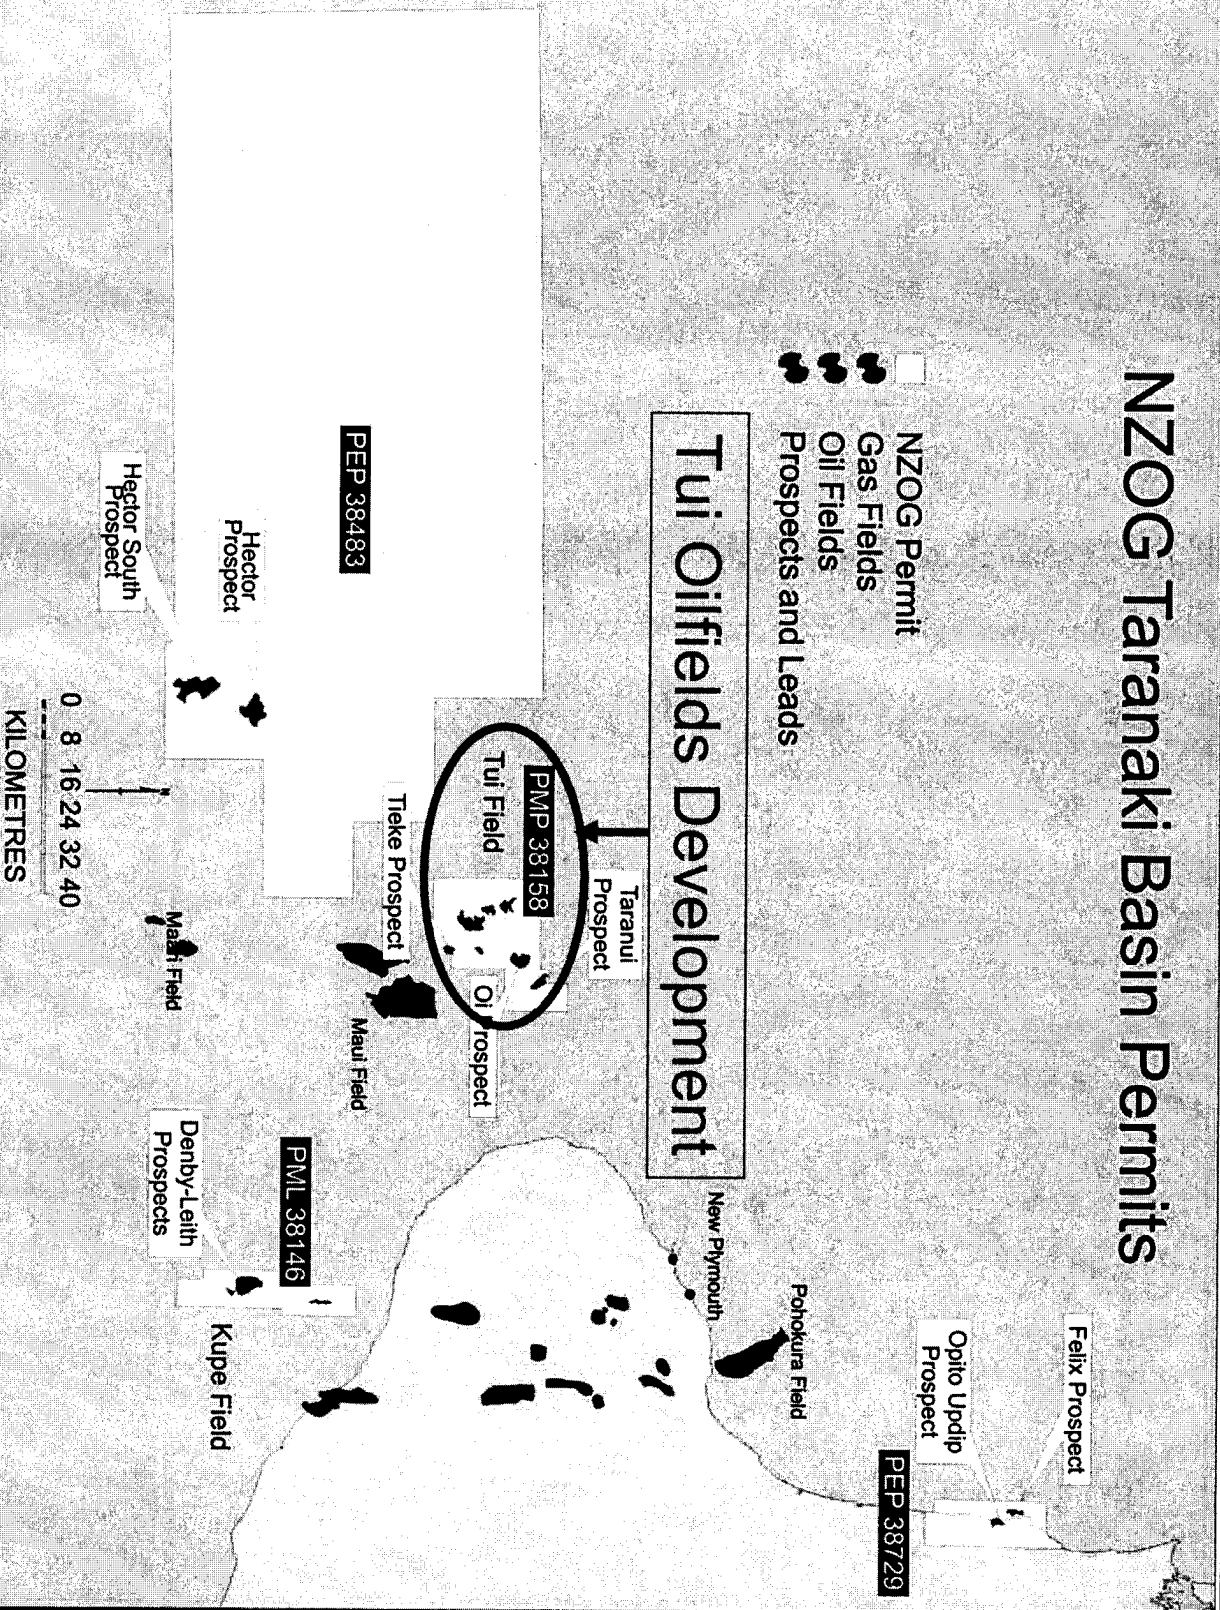 NZOG Taranaki Basin Permits
NZOG Permit
Gas Fields
Oil Fields
Prospects and Leads
Tui Oilfields Development
Felix Prospect
Opito Updip
Prospect
PEP 38729
Pohokura Field
New Plymouth
Taranui
Prospect
PMP 38158
Tui Field
Oi
rospect
Tieke Prospect
PEP 38483
Maui Field
PML 38146
Hector
Prospect
Kupe Field
Denby-Leith
Prospects
Hector South
Prospect
Field
0 8 16 24 32 40
KILOMETRES